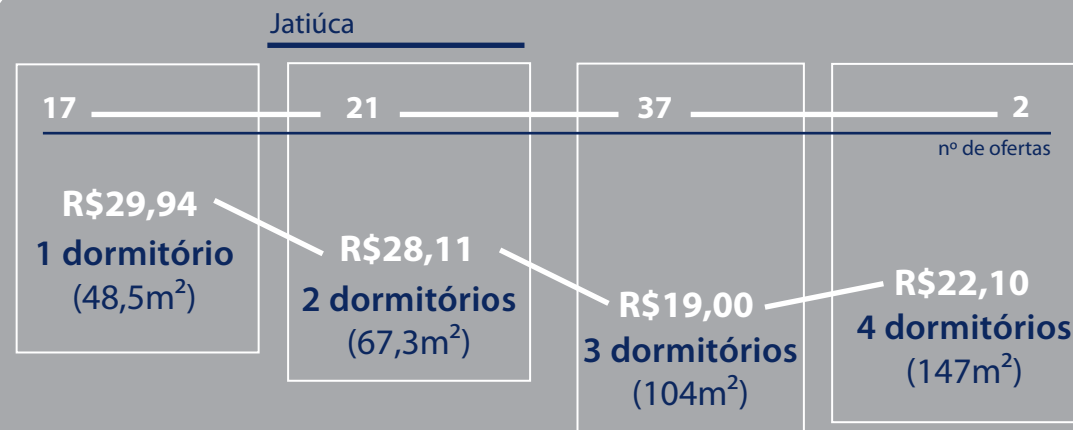 Jatiúca
17 21 37 2
nº de ofertas
R$29,94
1 dormitório
(48,5m²)
R$28,11
2 dormitórios
(67,3m²)
R$19,00
3 dormitórios
(104m²)
R$22,10
4 dormitórios
(147m²)